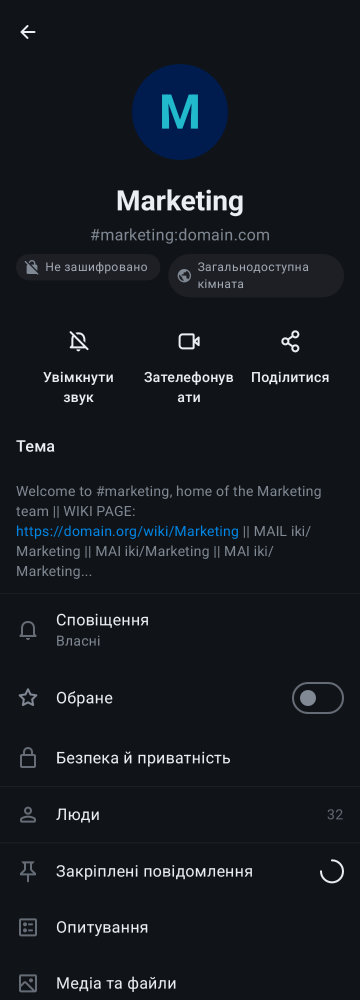 M
Marketing
#marketing:domain.com
Не зашифровано
Загальнодоступна
кімната
Увімкнути
звук
Зателефонув
ати
Поділитися
Тема
Welcome to #marketing, home of the Marketing
team || WIKI PAGE:
https://domain.org/wiki/Marketing || MAIL iki/
Marketing || MAI iki/Marketing || MAI iki/
Marketing...
Сповіщення
Власні
Обране
Безпека й приватність
Люди
32
Закріплені повідомлення
Опитування
Медіа та файли